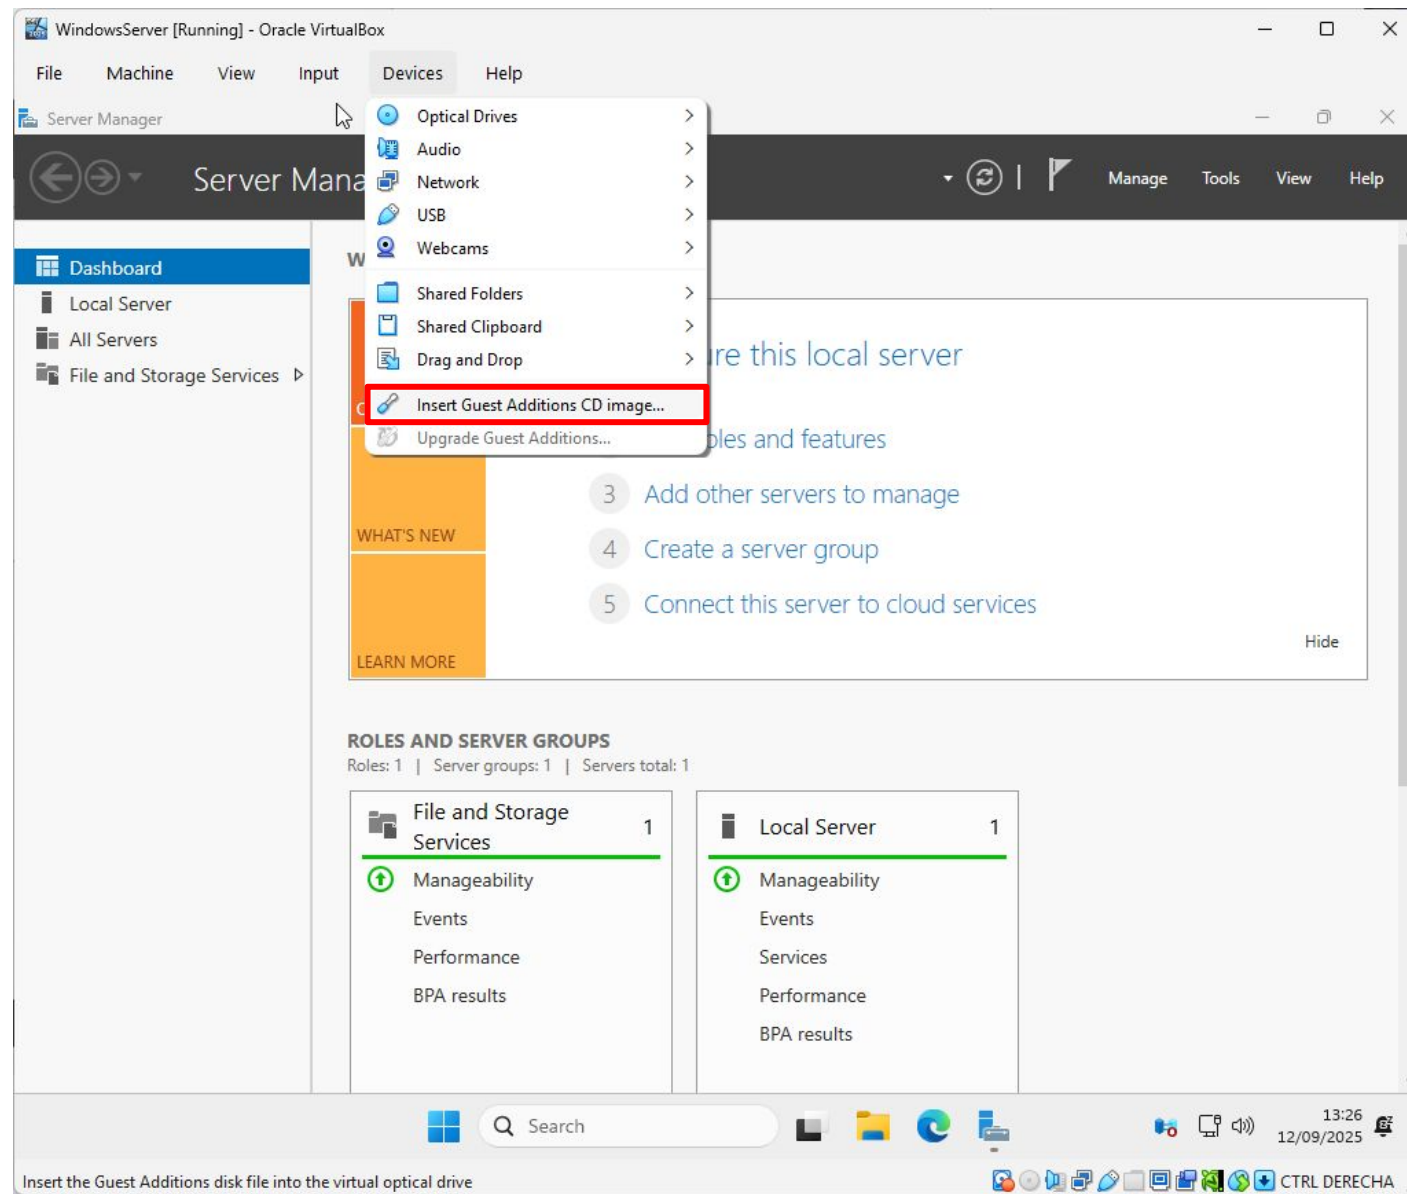 WindowsServer [Running] - Oracle VirtualBox
File Machine View Input Devices Help
Server Manager
Optical Drives
Audio
Network
USB
Webcams
Shared Folders
Shared Clipboard
Drag and Drop
Insert Guest Additions CD image...
Upgrade Guest Additions...
Server Mana
Manage Tools View Help
Dashboard
Local Server
All Servers
File and Storage Services
W
this local server
and features
3 Add other servers to manage
4 Create a server group
5 Connect this server to cloud services
WHAT'S NEW
LEARN MORE
Hide
ROLES AND SERVER GROUPS
Roles: 1 | Server groups: 1 | Servers total: 1
File and Storage
Services
1
Manageability
Events
Performance
BPA results
Local Server 1
Manageability
Events
Services
Performance
BPA results
Search
13:26
12/09/2025
Insert the Guest Additions disk file into the virtual optical drive
CTRL DERECHA